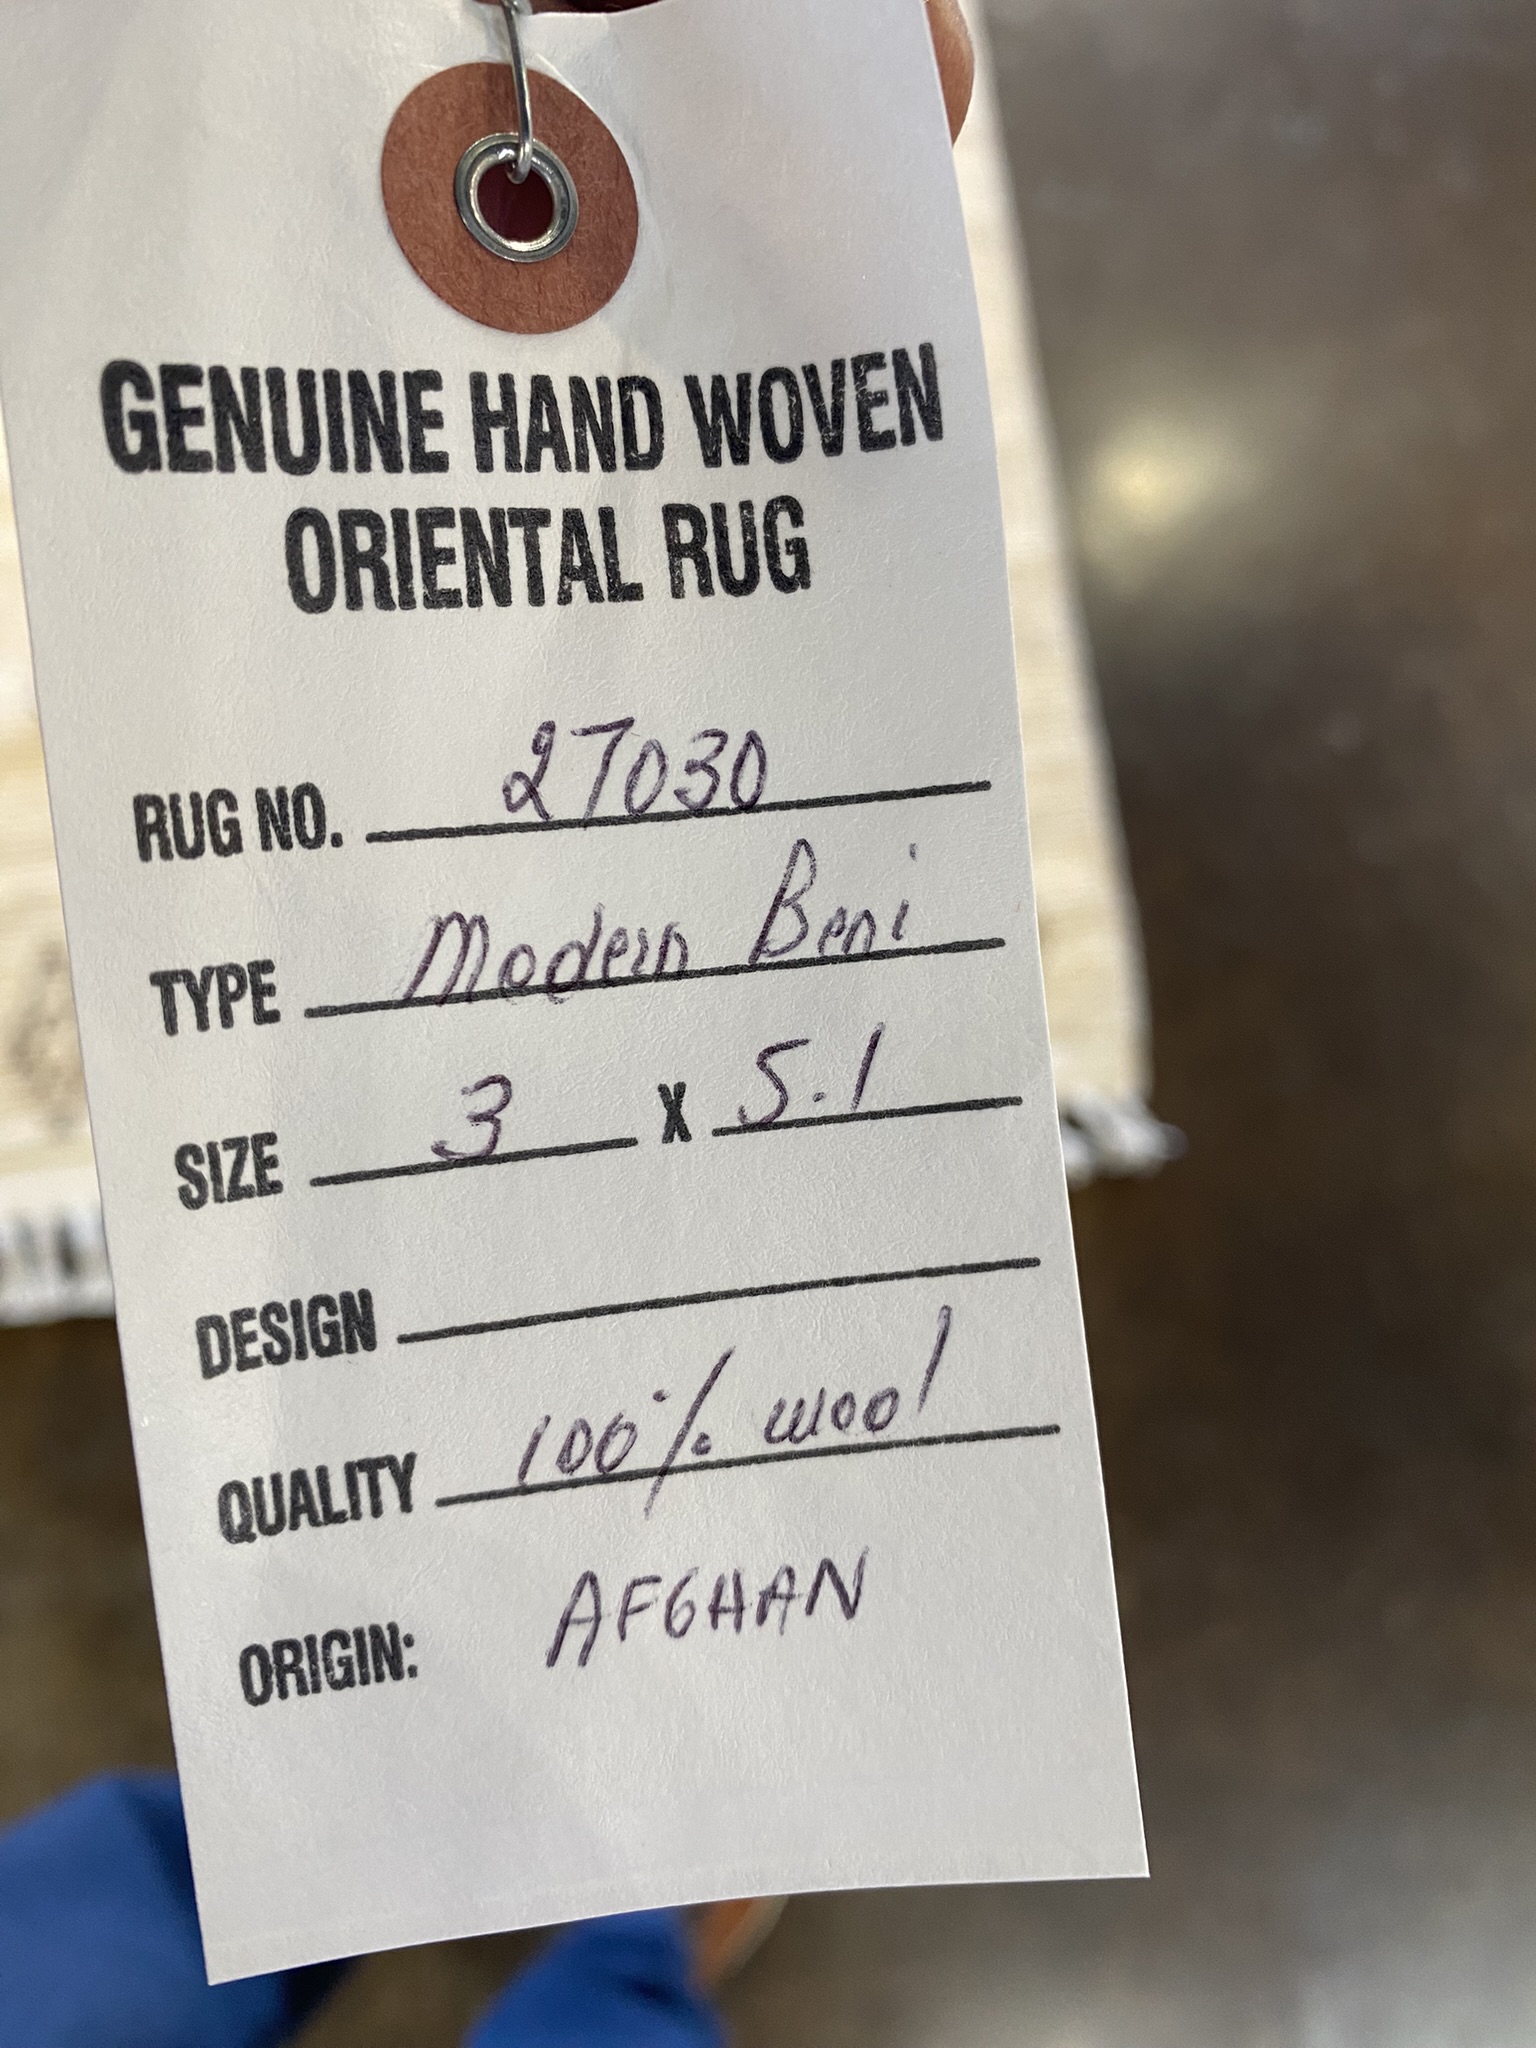 GENUINE HAND WOVEN
ORIENTAL RUG
RUG NO. 27030
TYPE Modern Beni
SIZE 3 X 5.1
DESIGN
QUALITY 100% wool
ORIGIN: AFGHAN